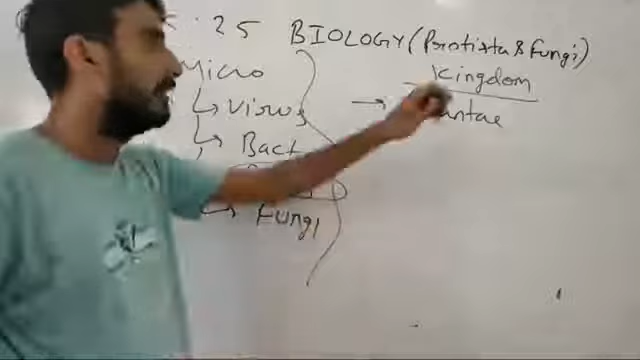 25 BIOLOGY (Protista & Fungi)
Micro
Kingdom
↳ Virus
→
↳ Bact
↳ Fungi